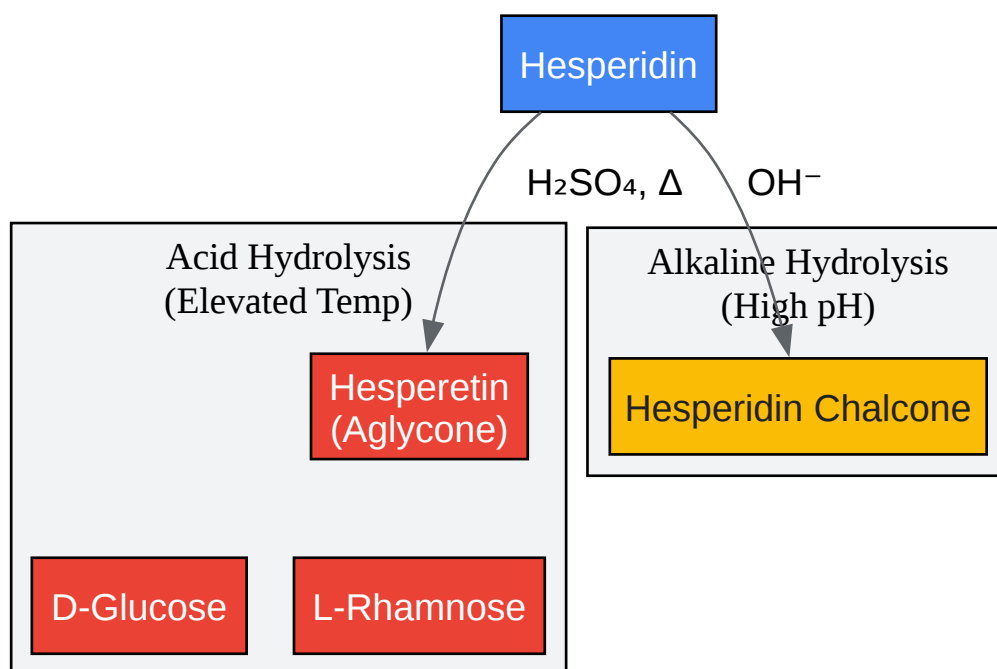 Hesperidin
H₂SO₄, Δ
OH⁻
Acid Hydrolysis
(Elevated Temp)
Alkaline Hydrolysis
(High pH)
Hesperetin
(Aglycone)
Hesperidin Chalcone
D-Glucose
L-Rhamnose